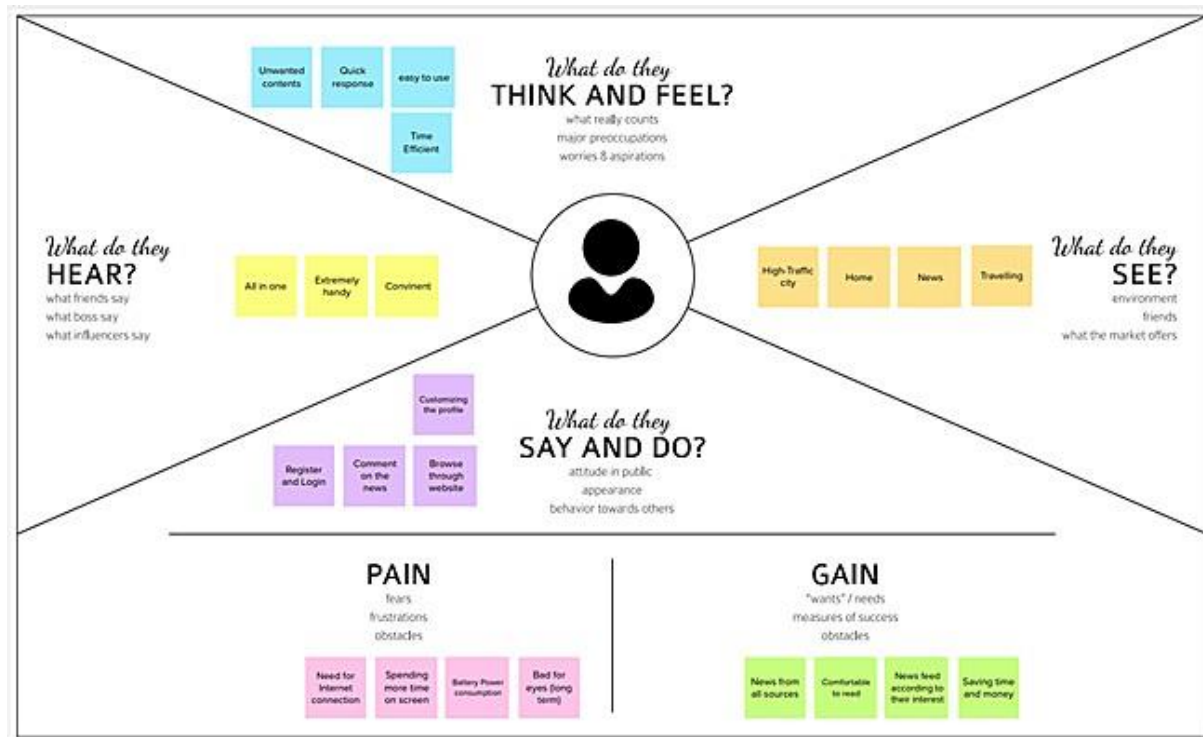 Unwanted
contents
Quick
response
easy to use
Time
Efficient
What do they
THINK AND FEEL?
what really counts
major preoccupations
worries & aspirations
What do they
HEAR?
what friends say
what boss say
what influencers say
All in one
Extremely
handy
Convinent
High-Traffic
city
Home
News
Travelling
What do they
SEE?
environment
friends
what the market offers
Customizing
the profile
Register
and Login
Comment
on the
news
Browse
through
website
What do they
SAY AND DO?
attitude in public
appearance
behavior towards others
PAIN
fears
frustrations
obstacles
Need for
Internet
connection
Spending
more time
on screen
Battery Power
consumption
Bad for
eyes (long
term)
GAIN
"wants" / needs
measures of success
obstacles
News from
all sources
Comfortable
to read
News feed
according to
their interest
Saving time
and money